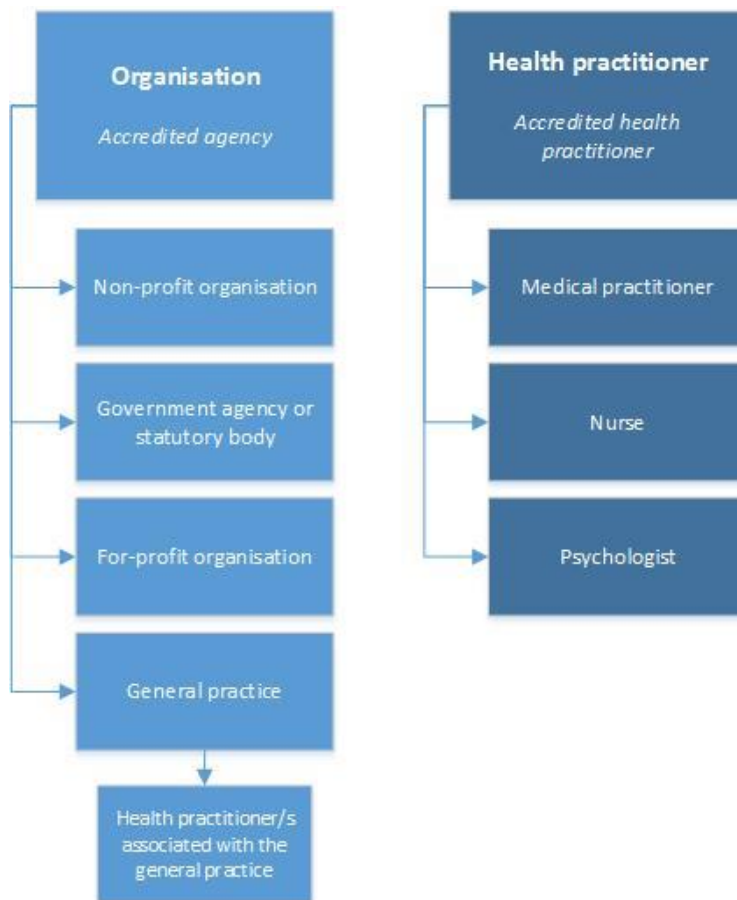 Organisation
Accredited agency
Non-profit organisation
Government agency or
statutory body
For-profit organisation
General practice
Health practitioner/s
associated with the
general practice
Health practitioner
Accredited health
practitioner
Medical practitioner
Nurse
Psychologist